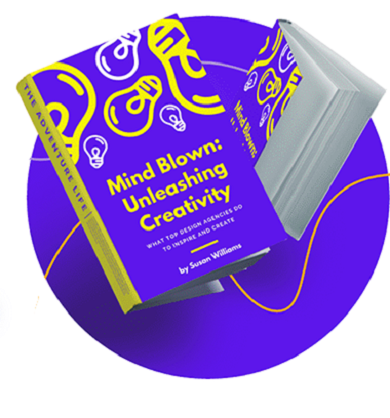 THE ADVENTURE LIFE
Mind Blown:
Unleashing
Creativity
WHAT TOP DESIGN AGENCIES DO
TO INSPIRE AND CREATE
by Susan Williams
Mind Blown: